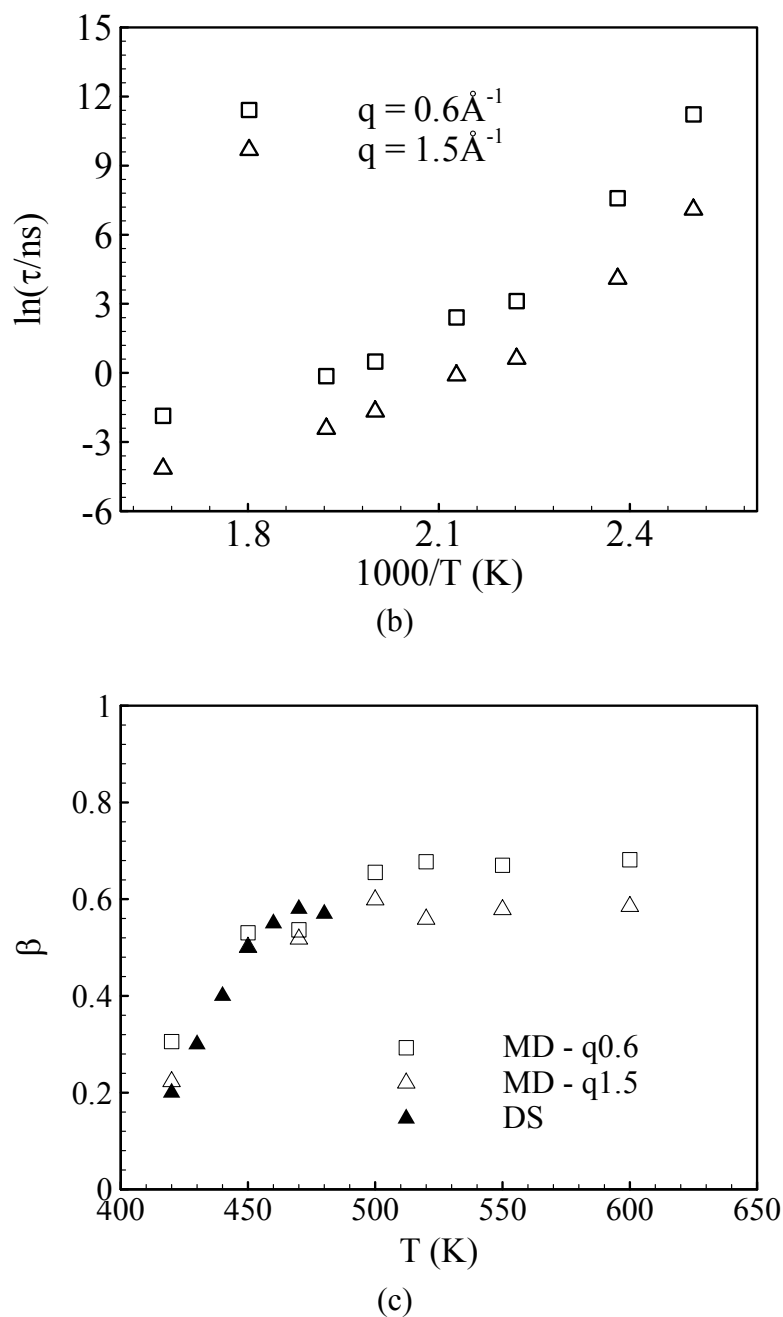 15
12
9
6
3
0
-3
-6
ln(τ/ns)
q = 0.6Å⁻¹
q = 1.5Å⁻¹
1.8 2.1 2.4
1000/T (K)
(b)
1
0.8
0.6
0.4
0.2
0
β
MD - q0.6
MD - q1.5
DS
400 450 500 550 600 650
T (K)
(c)